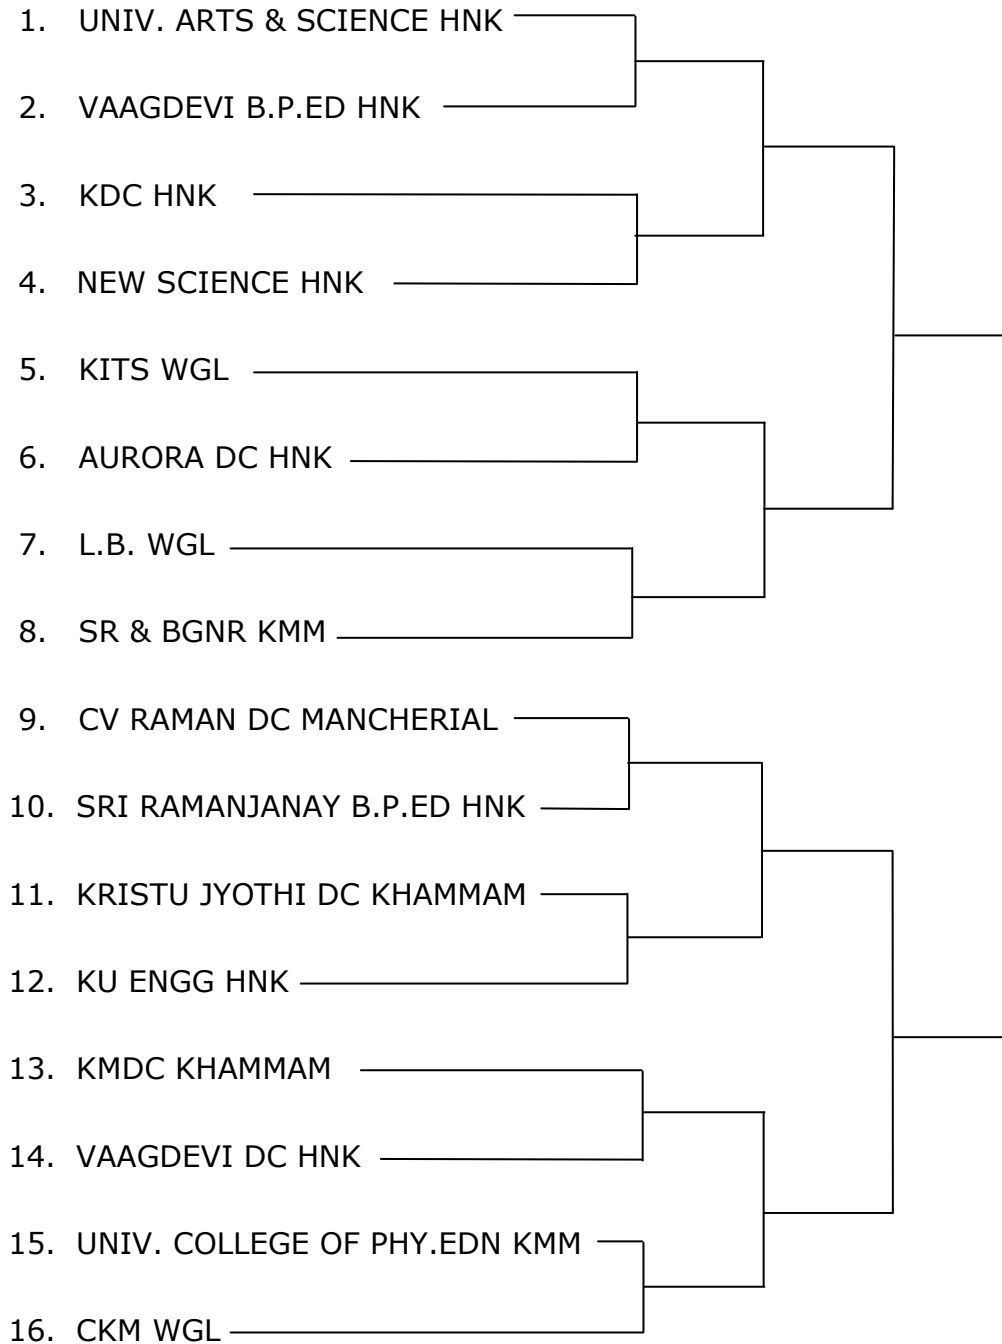 1. UNIV. ARTS & SCIENCE HNK
2. VAAGDEVI B.P.ED HNK
3. KDC HNK
4. NEW SCIENCE HNK
5. KITS WGL
6. AURORA DC HNK
7. L.B. WGL
8. SR & BGNR KMM
9. CV RAMAN DC MANCHERIAL
10. SRI RAMANJANAY B.P.ED HNK
11. KRISTU JYOTHI DC KHAMMAM
12. KU ENGG HNK
13. KMDC KHAMMAM
14. VAAGDEVI DC HNK
15. UNIV. COLLEGE OF PHY.EDN KMM
16. CKM WGL